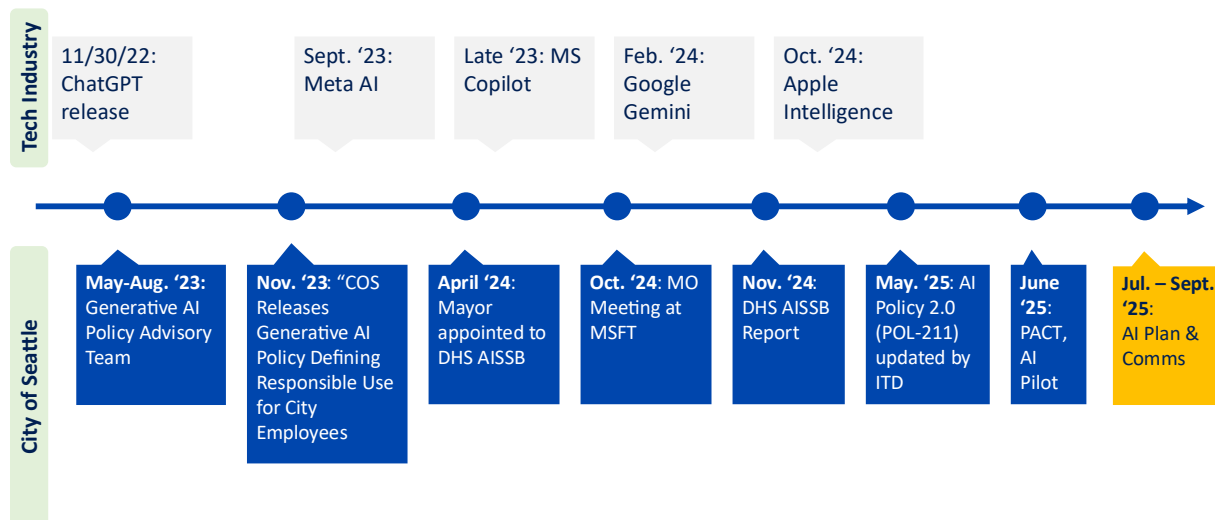 Tech Industry
11/30/22:
ChatGPT
release
Sept. ‘23:
Meta AI
Late ‘23: MS
Copilot
Feb. ‘24:
Google
Gemini
Oct. ‘24:
Apple
Intelligence
City of Seattle
May-Aug. ‘23:
Generative AI
Policy Advisory
Team
Nov. ‘23: “COS
Releases
Generative AI
Policy Defining
Responsible Use
for City
Employees
April ‘24:
Mayor
appointed to
DHS AISSB
Oct. ‘24: MO
Meeting at
MSFT
Nov. ‘24:
DHS AISSB
Report
May. ‘25: AI
Policy 2.0
(POL-211)
updated by
ITD
June
‘25:
PACT,
AI
Pilot
Jul. – Sept.
‘25:
AI Plan &
Comms